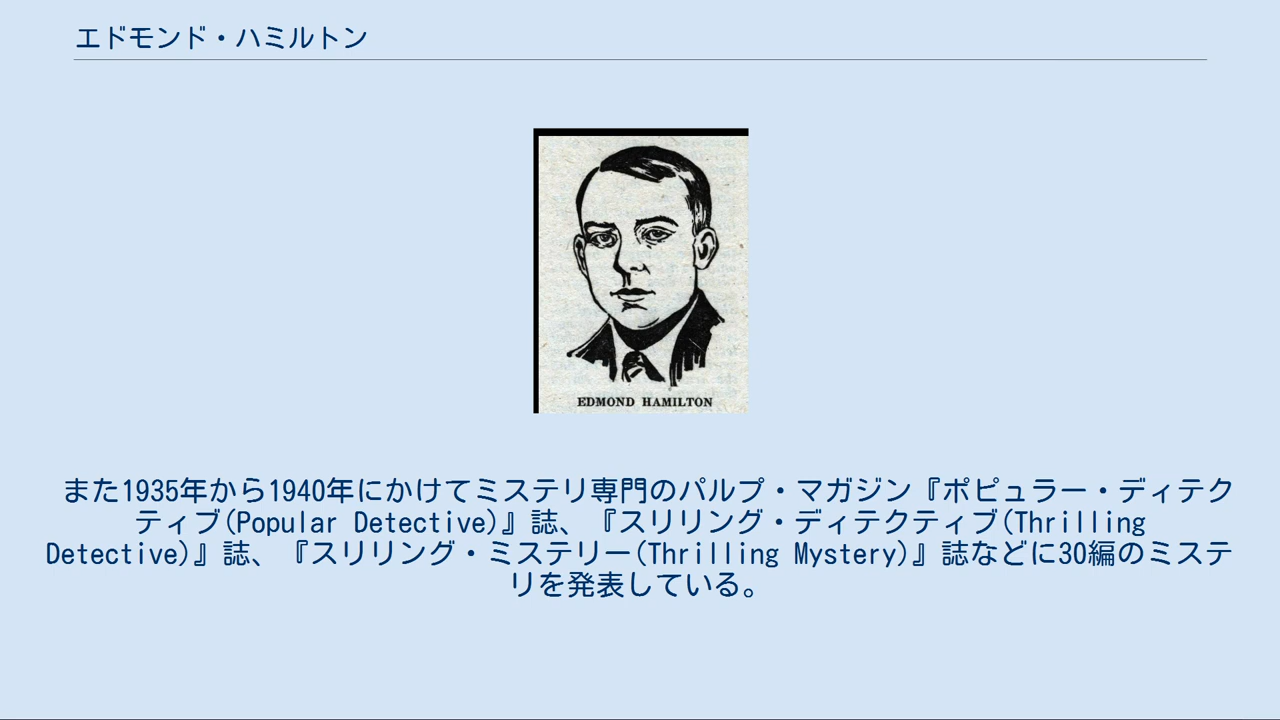 エドモンド・ハミルトン
EDMOND HAMILTON
また1935年から1940年にかけてミステリ専門のパルプ・マガジン『ポピュラー・ディテク
ティブ(Popular Detective)』誌、『スリリング・ディテクティブ(Thrilling
Detective)』誌、『スリリング・ミステリー(Thrilling Mystery)』誌などに30編のミステ
リを発表している。